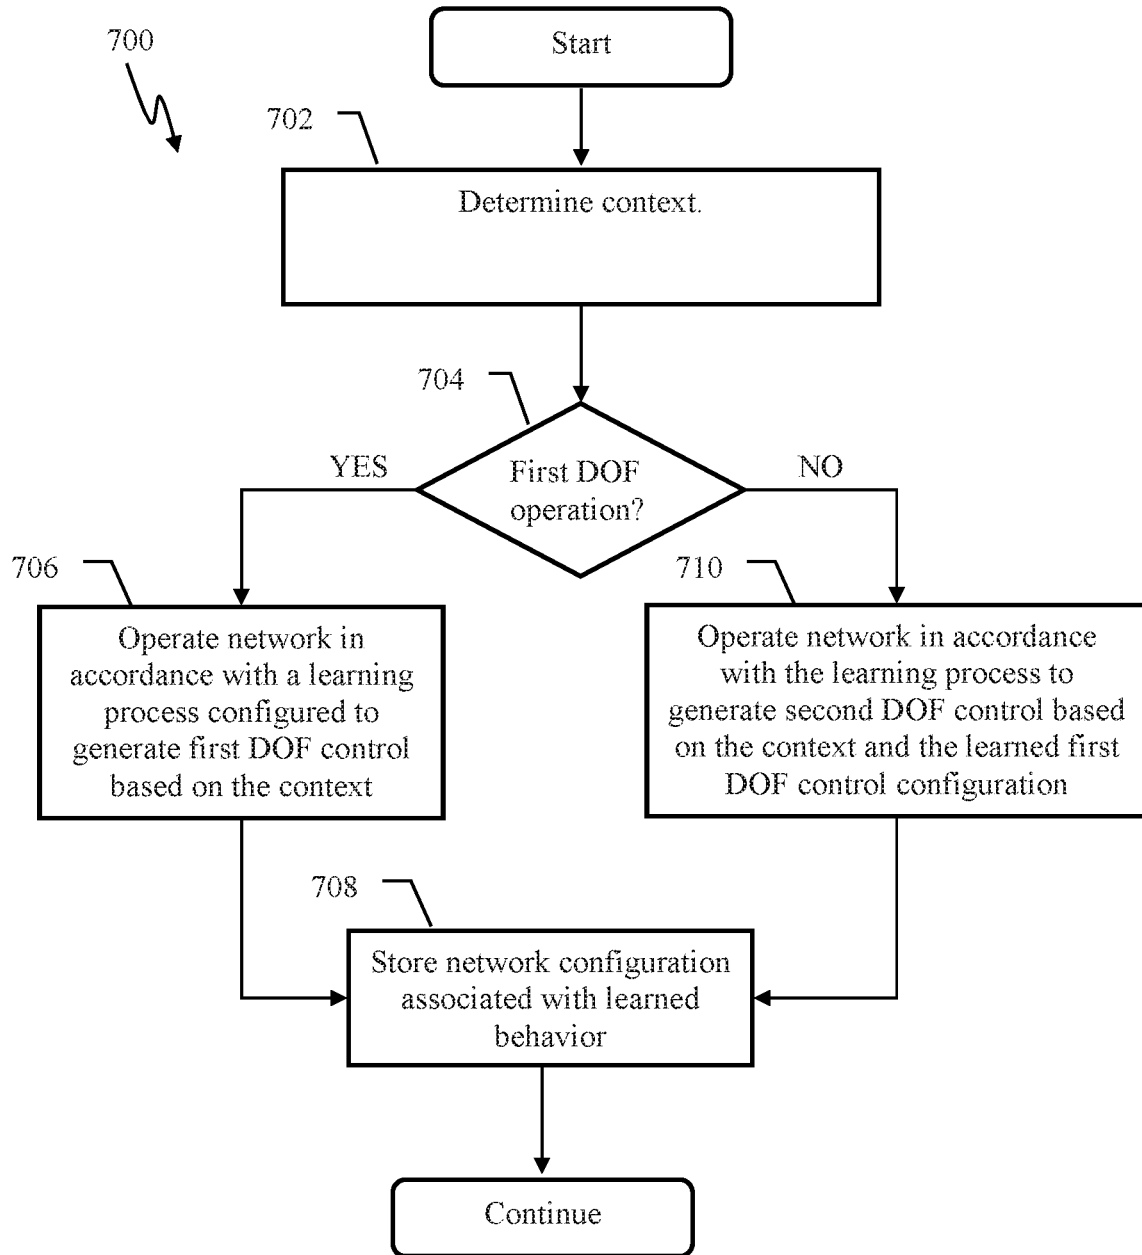 700
Start
702
Determine context.
704
YES
First DOF
operation?
NO
706
Operate network in
accordance with a learning
process configured to
generate first DOF control
based on the context
710
Operate network in accordance
with the learning process to
generate second DOF control based
on the context and the learned first
DOF control configuration
708
Store network configuration
associated with learned
behavior
Continue